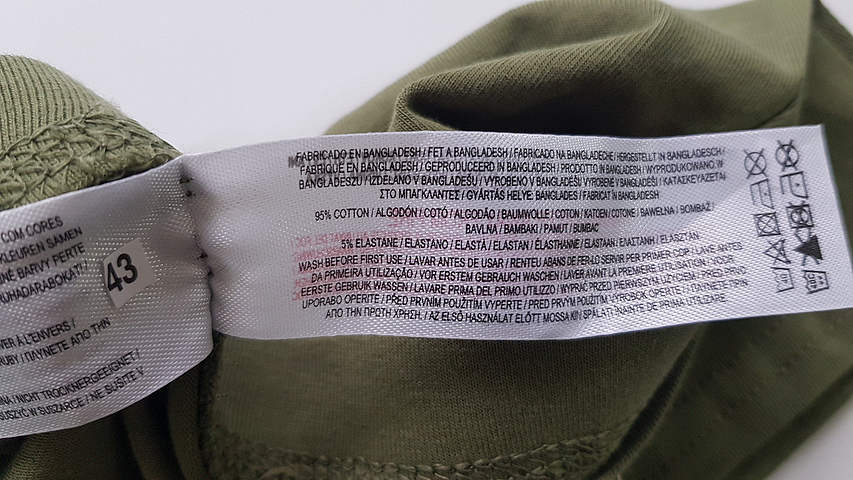 COM CORES
KLEUREN SAMEN
BARVY PERTE
43
VER À L'ENVERS /
/ ΠΛΥΝΕΤΕ ΑΠΟ ΤΗΝ
/ NICHT TROCKNERGEEIGNET /
SUSZYĆ W SUSZARCE / NE SUŠITE V
FABRICADO EN BANGLADESH / FET A BANGLADESH / FABRICADO NA BANGLADECHE / HERGESTELLT IN BANGLADESCH /
FABRIQUÉ EN BANGLADESH / GEPRODUCEERD IN BANGLADESH / PRODOTTO IN BANGLADESH / WYPRODUKOWANO W
BANGLADESZU / IZDELANO V BANGLADEŠU / VYROBENO V BANGLADÉŠI / VYROBENÉ V BANGLADÉŠI / ΚΑΤΑΣΚΕΥΑΖΕΤΑΙ
ΣΤΟ ΜΠΑΓΚΛΑΝΤΕΣ / GYÁRTÁS HELYE: BANGLADES / FABRICAT ÎN BANGLADESH
95% COTTON / ALGODÓN / COTÓ / ALGODÃO / BAUMWOLLE / COTON / KATOEN / COTONE / BAWEŁNA / BOMBAŽ /
BAVLNA / ΒΑΜΒΑΚΙ / PAMUT / BUMBAC
5% ELASTANE / ELASTANO / ELASTÀ / ELASTAN / ÉLASTHANNE / ELASTAAN / ΕΛΑΣΤΑΝΗ / ELASZTÁN
WASH BEFORE FIRST USE / LAVAR ANTES DE USAR / RENTEU ABANS DE FER-LO SERVIR PER PRIMER COP / LAVE ANTES
DA PRIMEIRA UTILIZAÇÃO / VOR ERSTEM GEBRAUCH WASCHEN / LAVER AVANT LA PREMIÈRE UTILISATION / VOOR
EERSTE GEBRUIK WASSEN / LAVARE PRIMA DEL PRIMO UTILIZZO / WYPRAĆ PRZED PIERWSZYM UŻYCIEM / PRED PRVO
UPORABO OPERITE / PŘED PRVNÍM POUŽITÍM VYPERTE / PRED PRVÝM POUŽITÍM VÝROBOK OPERTE / ΠΛΥΝΕΤΕ ΠΡΙΝ
ΑΠΟ ΤΗΝ ΠΡΩΤΗ ΧΡΗΣΗ. / AZ ELSŐ HASZNÁLAT ELŐTT MOSSA KI! / SPĂLAȚI ÎNAINTE DE PRIMA UTILIZARE.